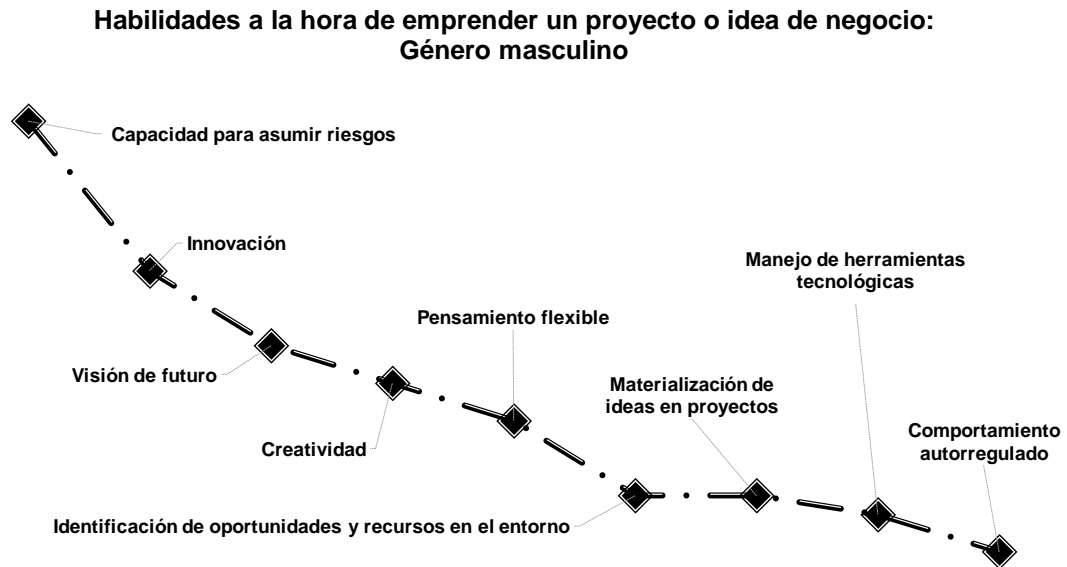 Habilidades a la hora de emprender un proyecto o idea de negocio:
Género masculino
Capacidad para asumir riesgos
Innovación
Visión de futuro
Creatividad
Pensamiento flexible
Identificación de oportunidades y recursos en el entorno
Materialización de
ideas en proyectos
Manejo de herramientas
tecnológicas
Comportamiento
autorregulado